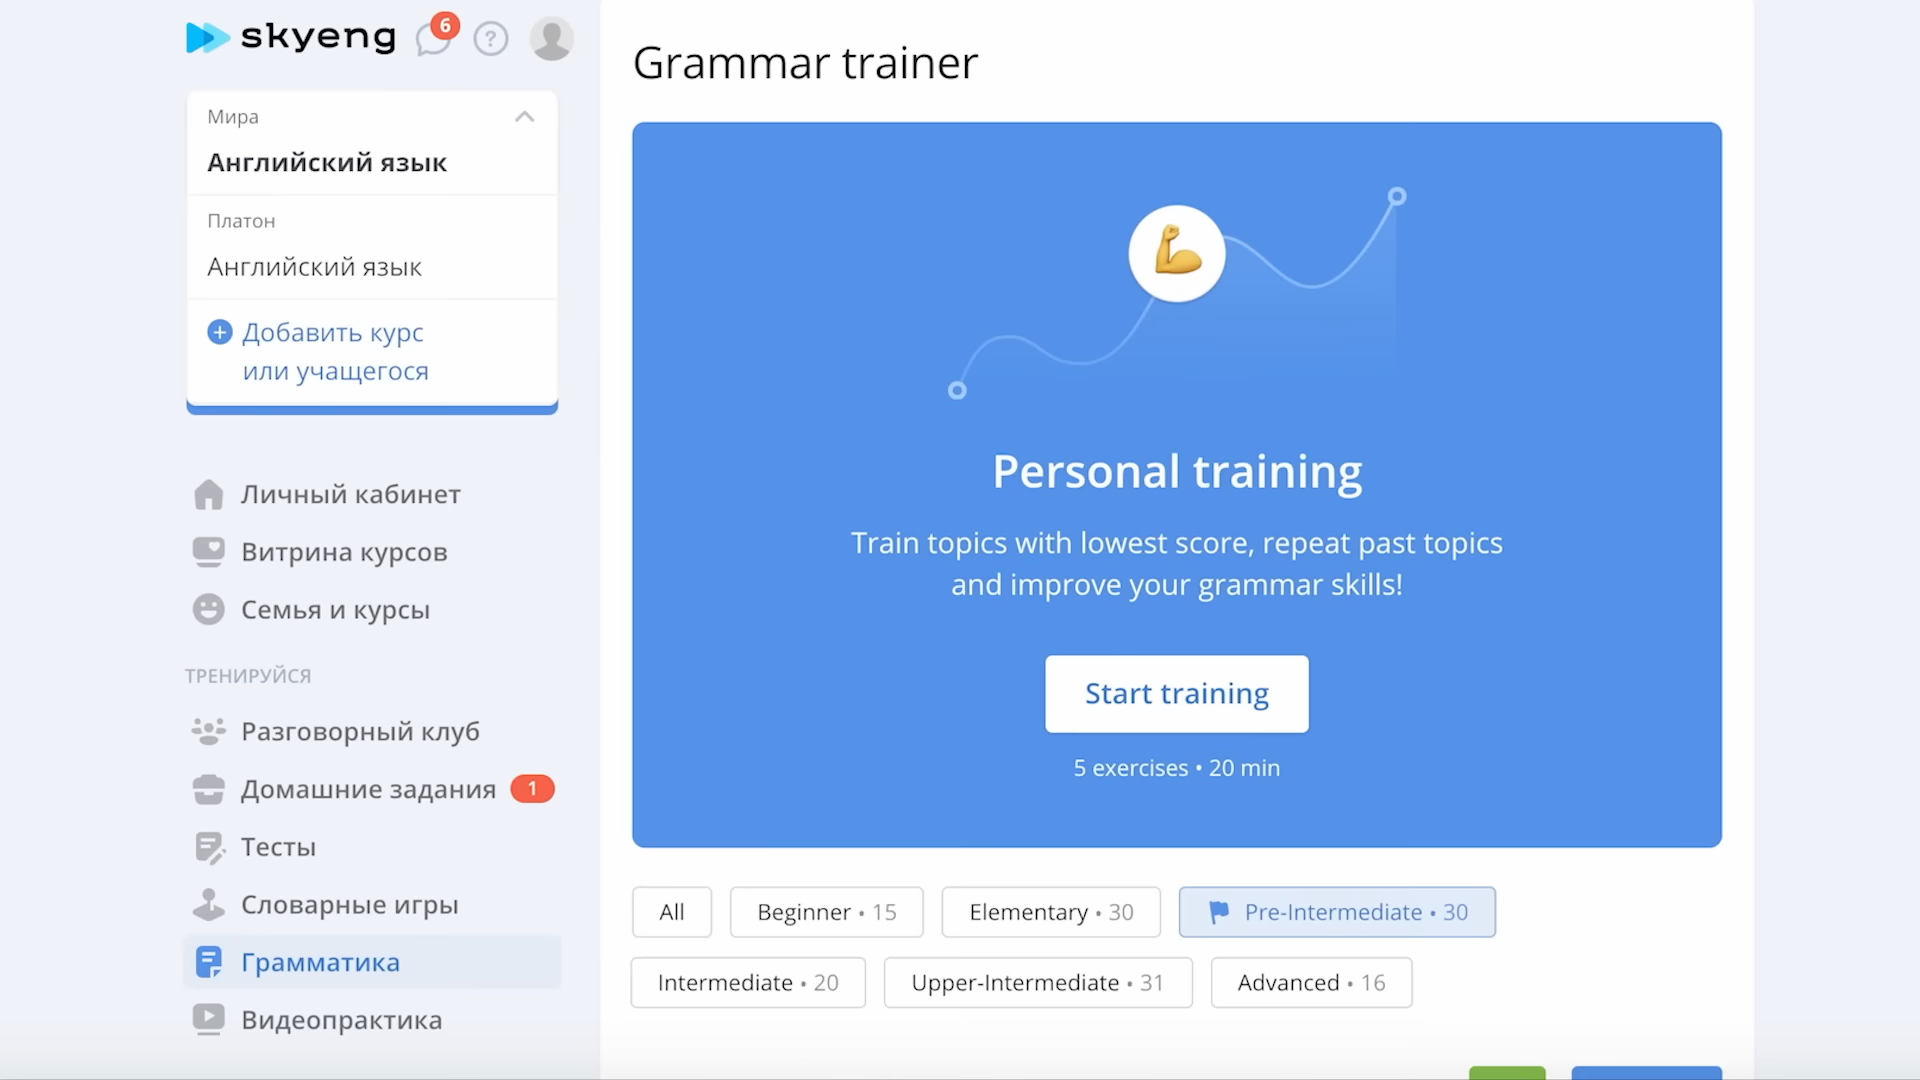 skyeng
6
?
Мира
Английский язык
Платон
Английский язык
Добавить курс
или учащегося
Личный кабинет
Витрина курсов
Семья и курсы
ТРЕНИРУЙСЯ
Разговорный клуб
Домашние задания 1
Тесты
Словарные игры
Грамматика
Видеопрактика
Grammar trainer
Personal training
Train topics with lowest score, repeat past topics
and improve your grammar skills!
Start training
5 exercises • 20 min
All Beginner • 15 Elementary • 30 Pre-Intermediate • 30
Intermediate • 20 Upper-Intermediate • 31 Advanced • 16